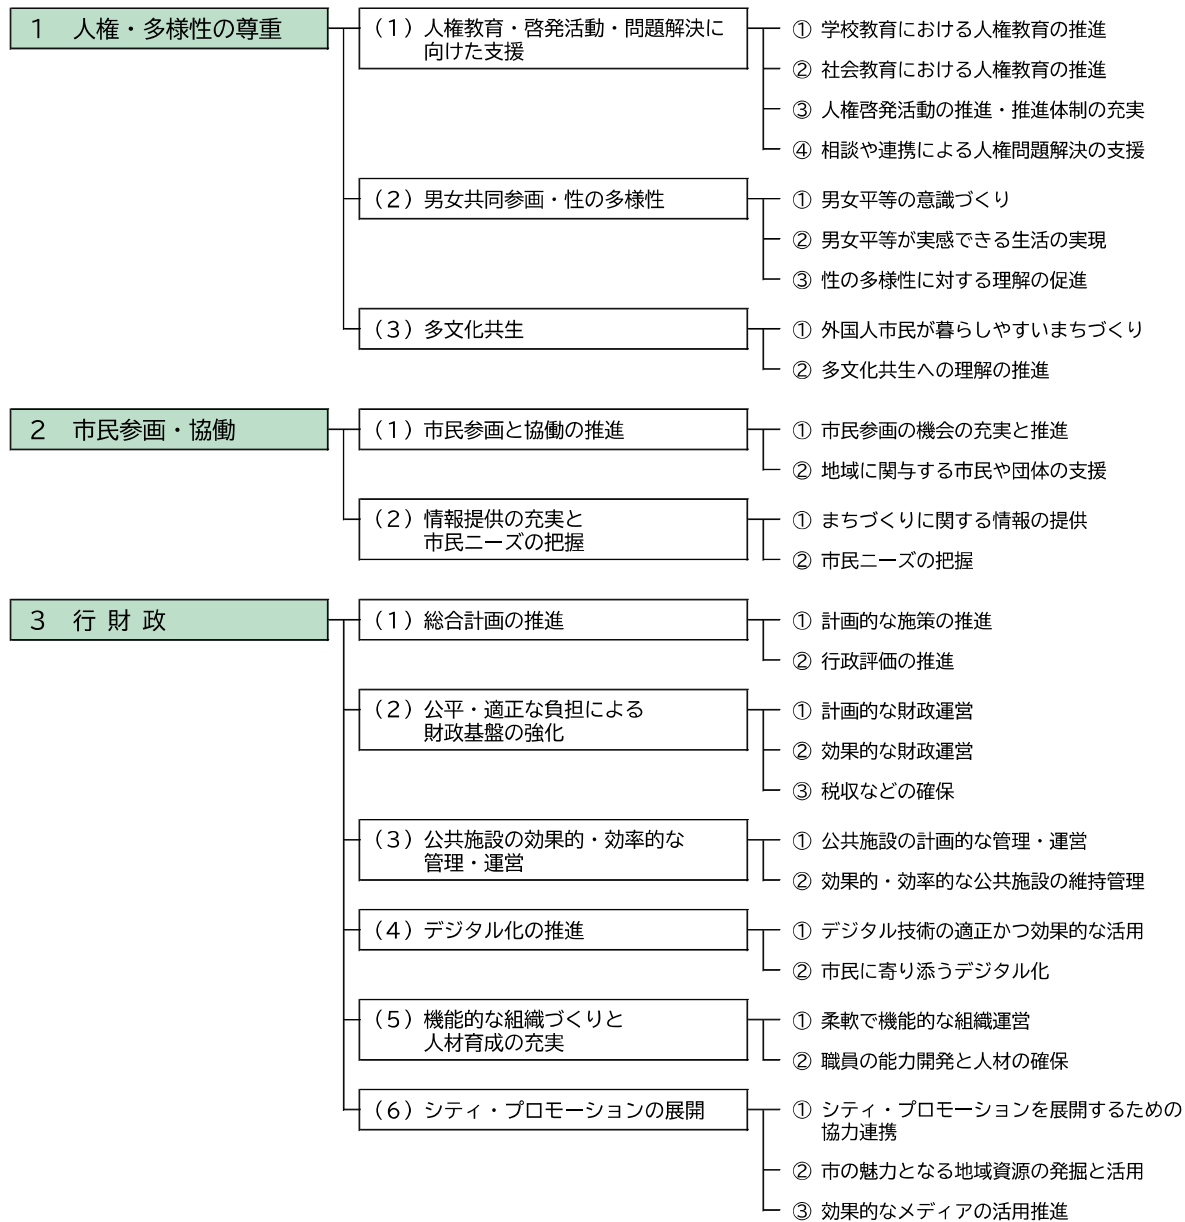 1 人権・多様性の尊重
（1）人権教育・啓発活動・問題解決に
向けた支援
① 学校教育における人権教育の推進
② 社会教育における人権教育の推進
③ 人権啓発活動の推進・推進体制の充実
④ 相談や連携による人権問題解決の支援
（2）男女共同参画・性の多様性
① 男女平等の意識づくり
② 男女平等が実感できる生活の実現
③ 性の多様性に対する理解の促進
（3）多文化共生
① 外国人市民が暮らしやすいまちづくり
② 多文化共生への理解の推進
2 市民参画・協働
（1）市民参画と協働の推進
① 市民参画の機会の充実と推進
② 地域に関与する市民や団体の支援
（2）情報提供の充実と
市民ニーズの把握
① まちづくりに関する情報の提供
② 市民ニーズの把握
3 行 財 政
（1）総合計画の推進
① 計画的な施策の推進
② 行政評価の推進
（2）公平・適正な負担による
財政基盤の強化
① 計画的な財政運営
② 効果的な財政運営
③ 税収などの確保
（3）公共施設の効果的・効率的な
管理・運営
① 公共施設の計画的な管理・運営
② 効果的・効率的な公共施設の維持管理
（4）デジタル化の推進
① デジタル技術の適正かつ効果的な活用
② 市民に寄り添うデジタル化
（5）機能的な組織づくりと
人材育成の充実
① 柔軟で機能的な組織運営
② 職員の能力開発と人材の確保
（6）シティ・プロモーションの展開
① シティ・プロモーションを展開するための
協力連携
② 市の魅力となる地域資源の発掘と活用
③ 効果的なメディアの活用推進